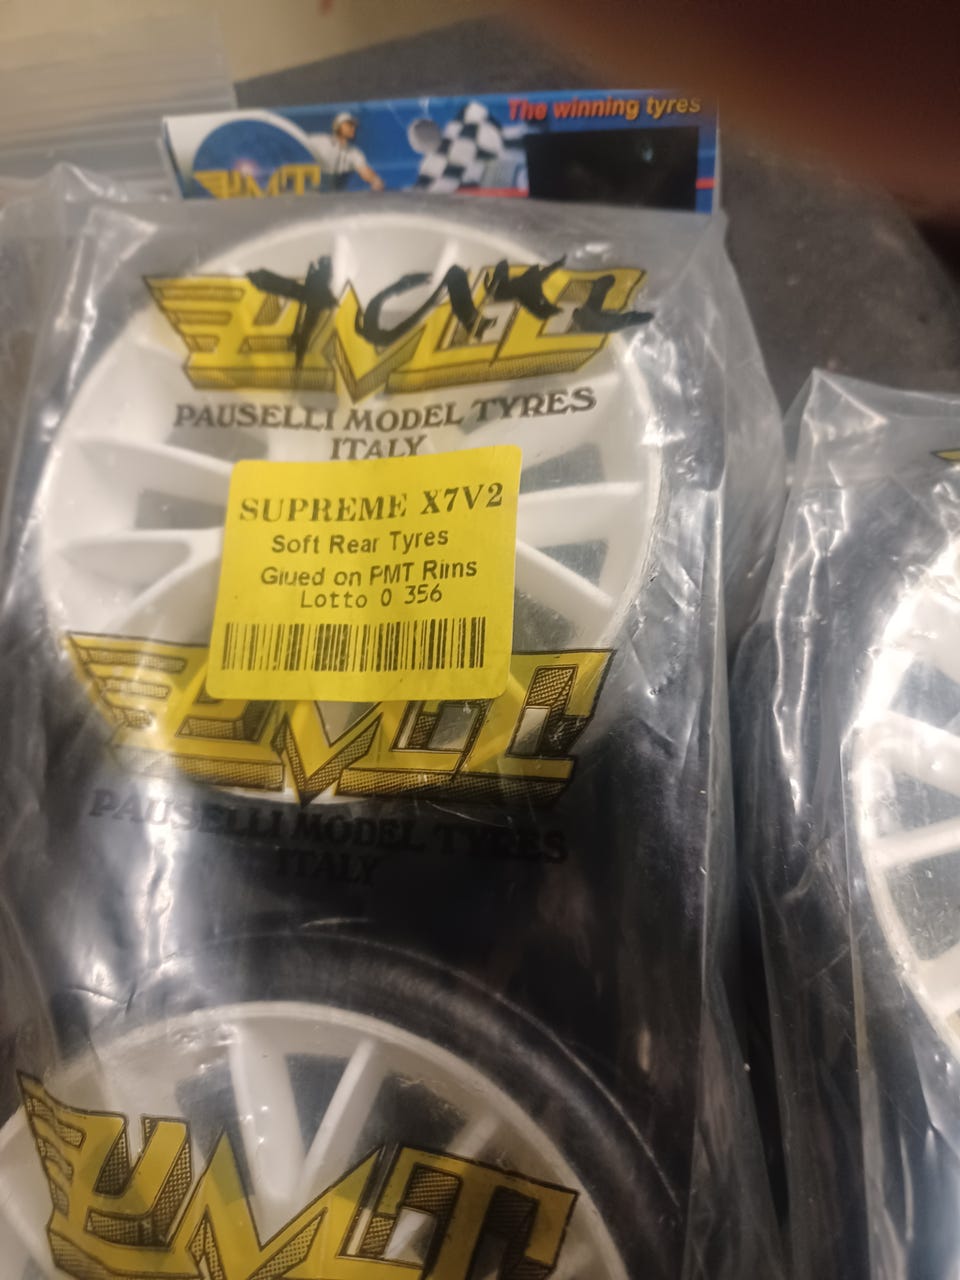 The winning tyres
PMT
PMT
PAUSELLI MODEL TYRES
ITALY
SUPREME X7V2
Soft Rear Tyres
Glued on PMT Rims
Lotto 0 356
PMT
PAUSELLI MODEL TYRES
ITALY
PMT